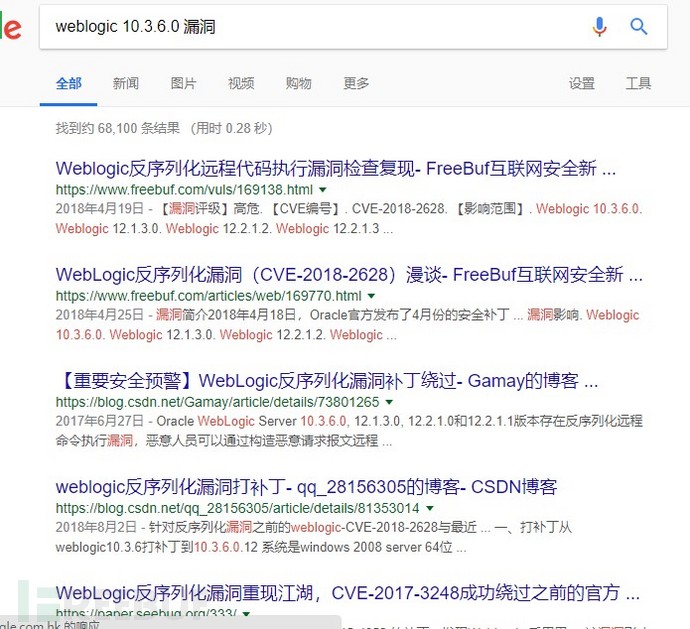 le
weblogic 10.3.6.0 漏洞
全部 新闻 图片 视频 购物 更多 设置 工具
找到约 68,100 条结果 （用时 0.28 秒）
Weblogic反序列化远程代码执行漏洞检查复现- FreeBuf互联网安全新 ...
https://www.freebuf.com/vuls/169138.html
2018年4月19日 - 【漏洞评级】高危. 【CVE编号】. CVE-2018-2628. 【影响范围】. Weblogic 10.3.6.0.
Weblogic 12.1.3.0. Weblogic 12.2.1.2. Weblogic 12.2.1.3 ...
WebLogic反序列化漏洞（CVE-2018-2628）漫谈- FreeBuf互联网安全新 ...
https://www.freebuf.com/articles/web/169770.html
2018年4月25日 - 漏洞简介2018年4月18日，Oracle官方发布了4月份的安全补丁 ... 漏洞影响. Weblogic
10.3.6.0. Weblogic 12.1.3.0. Weblogic 12.2.1.2. Weblogic ...
【重要安全预警】WebLogic反序列化漏洞补丁绕过- Gamay的博客 ...
https://blog.csdn.net/Gamay/article/details/73801265
2017年6月27日 - Oracle WebLogic Server 10.3.6.0, 12.1.3.0, 12.2.1.0和12.2.1.1版本存在反序列化远程
命令执行漏洞，恶意人员可以通过构造恶意请求报文远程 ...
weblogic反序列化漏洞打补丁- qq_28156305的博客- CSDN博客
https://blog.csdn.net/qq_28156305/article/details/81353014
2018年8月2日 - 针对反序列化漏洞之前的weblogic-CVE-2018-2628与最近 ... 一、打补丁从
weblogic10.3.6打补丁到10.3.6.0.12 系统是windows 2008 server 64位 ...
WebLogic反序列化漏洞重现江湖，CVE-2017-3248成功绕过之前的官方 ...
https://paper.seebug.org/333/
FREEBUF
gle.com.hk 的响应